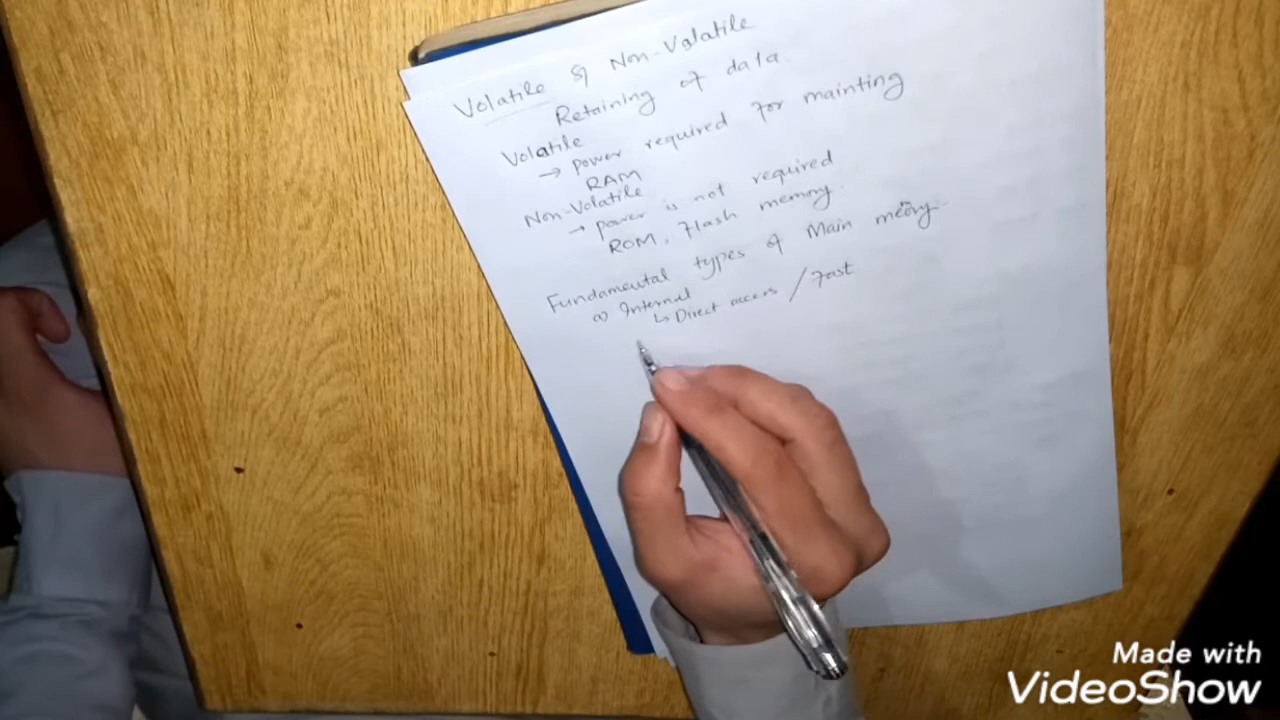 Volatile & Non-Volatile
Retaining of data
Volatile
→ power required for mainting
RAM
Non-Volatile
→ power is not required
ROM, Flash memory.
Fundamental types of Main
a) Internal
↳ Direct access / Fast
Made with
VideoShow